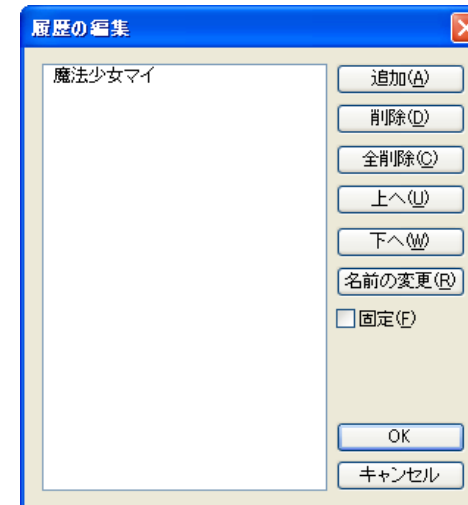 履歴の編集
魔法少女マイ
追加(A)
削除(D)
全削除(C)
上へ(U)
下へ(W)
名前の変更(R)
固定(F)
OK
キャンセル